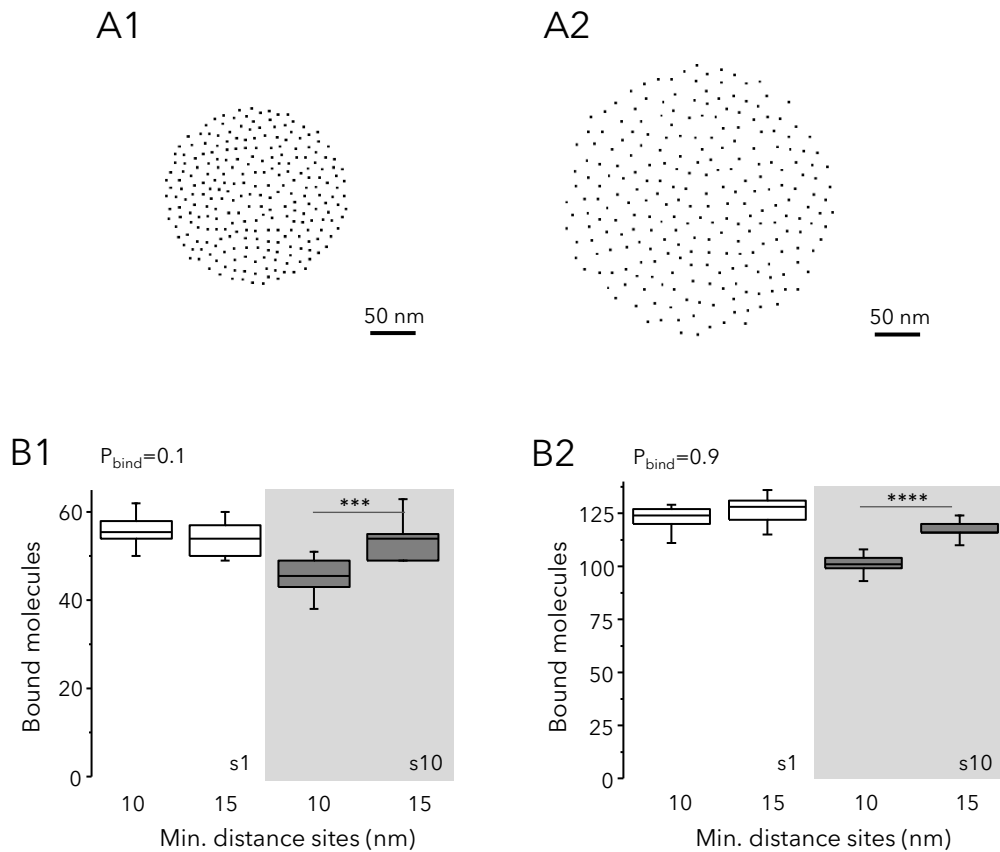 A1
A2
50 nm
50 nm
B1
P_bind=0.1
Bound molecules
60
40
20
0
***
s1
s10
10
15
10
15
Min. distance sites (nm)
B2
P_bind=0.9
Bound molecules
125
100
75
50
25
0
****
s1
s10
10
15
10
15
Min. distance sites (nm)